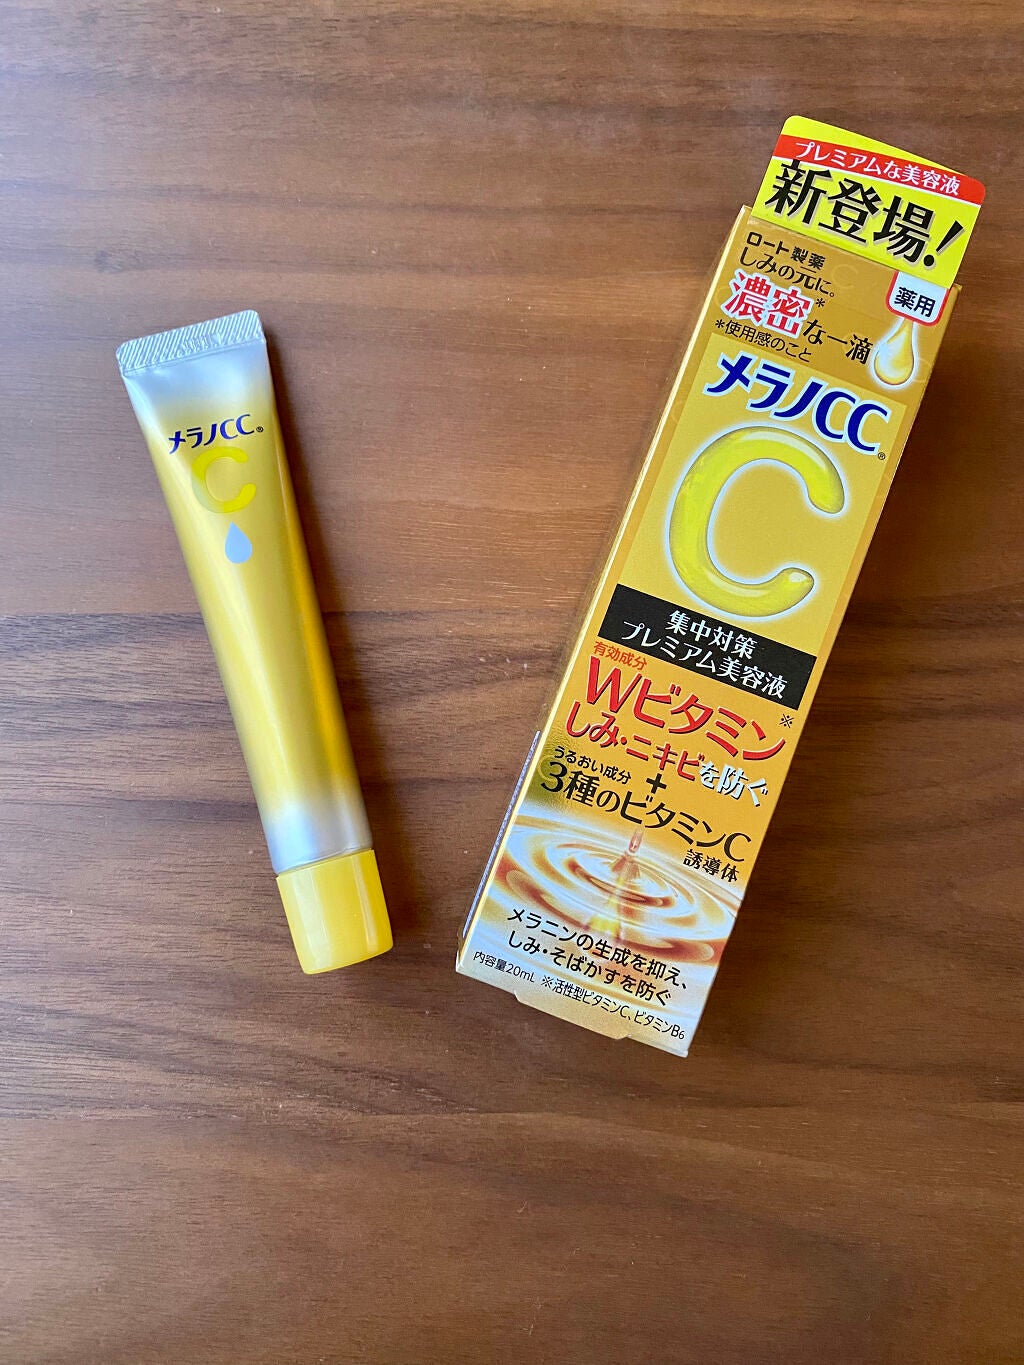 メラノCC®
C
プレミアムな美容液
新登場!
ロート製薬
しみの元に。
薬用
濃密*な一滴
*使用感のこと
メラノCC®
C
集中対策
プレミアム美容液
有効成分
Wビタミン※
しみ・ニキビを防ぐ
+
うるおい成分
3種のビタミンC
誘導体
メラニンの生成を抑え、
しみ・そばかすを防ぐ
内容量20mL ※活性型ビタミンC、ビタミンB6